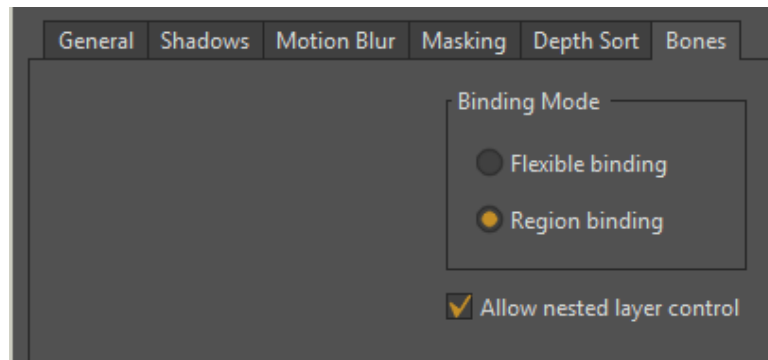 General Shadows Motion Blur Masking Depth Sort Bones
Binding Mode
Flexible binding
Region binding
Allow nested layer control